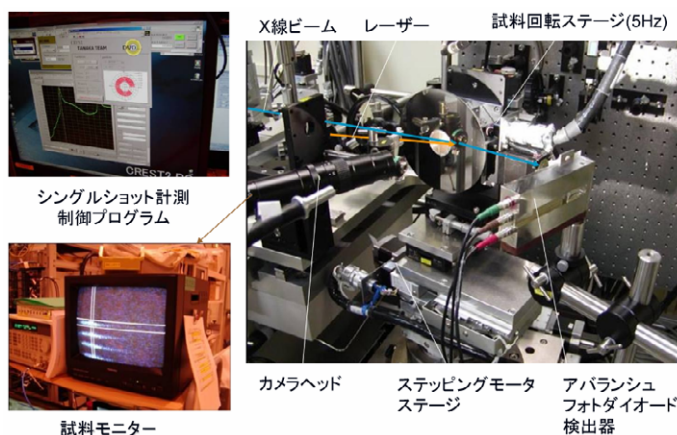 X線ビーム
レーザー
試料回転ステージ(5Hz)
TANAKA TEAM
CREST
シングルショット計測
制御プログラム
カメラヘッド
ステッピングモータ
ステージ
アバランシュ
フォトダイオード
検出器
試料モニター